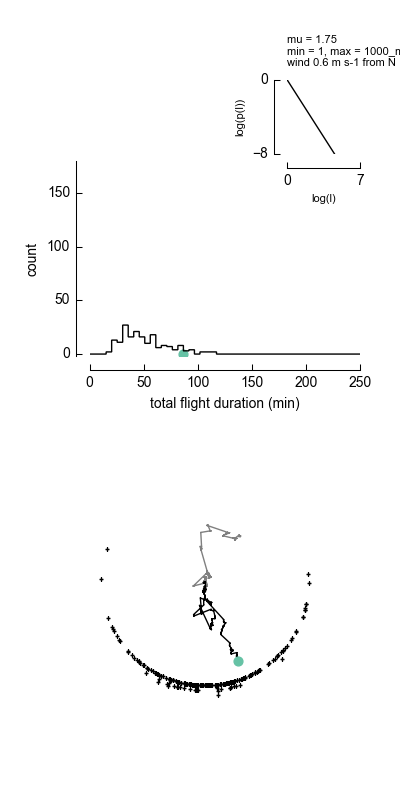 mu = 1.75
min = 1, max = 1000_m
wind 0.6 m s-1 from N
0
log(p(l))
−8
0
7
log(l)
150
100
50
0
count
0
50
100
150
200
250
total flight duration (min)